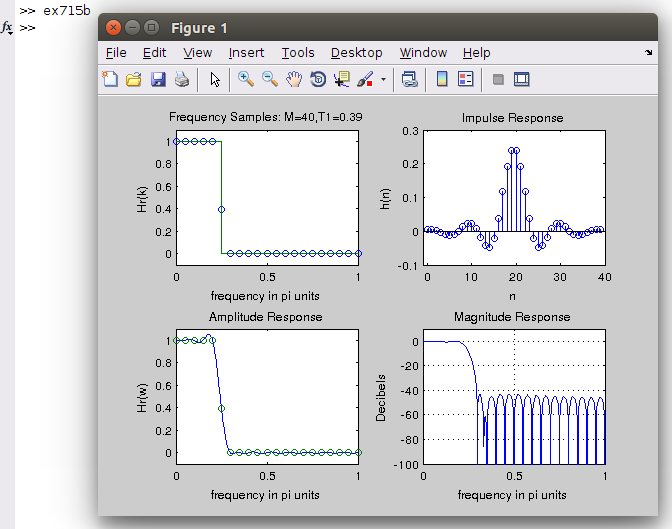 >> ex715b
fx >>
Figure 1
File Edit View Insert Tools Desktop Window Help
Frequency Samples: M=40,T1=0.39
1
0.8
0.6
0.4
0.2
0
Hr(k)
0 0.5 1
frequency in pi units
Impulse Response
0.3
0.2
0.1
0
-0.1
h(n)
0 10 20 30 40
n
Amplitude Response
1
0.8
0.6
0.4
0.2
0
Hr(w)
0 0.5 1
frequency in pi units
Magnitude Response
0
-20
-40
-60
-80
-100
Decibels
0 0.5 1
frequency in pi units